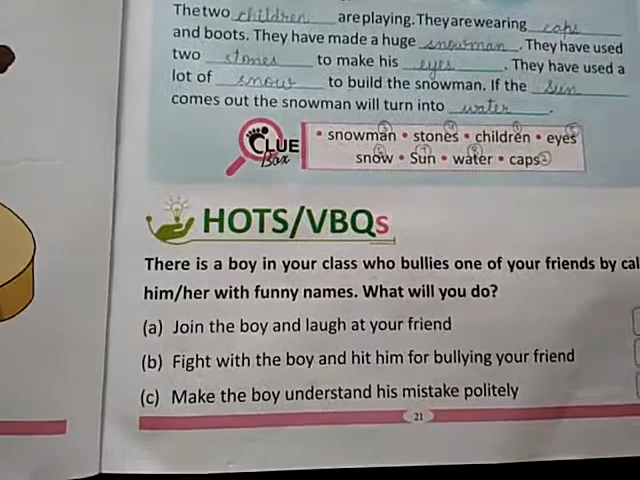 The two children are playing. They are wearing caps
and boots. They have made a huge snowman. They have used
two stones to make his eyes. They have used a
lot of snow to build the snowman. If the sun
comes out the snowman will turn into water.
CLUE Box
• snowman • stones • children • eyes
snow • Sun • water • caps
HOTS/VBQs
There is a boy in your class who bullies one of your friends by cal
him/her with funny names. What will you do?
(a) Join the boy and laugh at your friend
(b) Fight with the boy and hit him for bullying your friend
(c) Make the boy understand his mistake politely
21